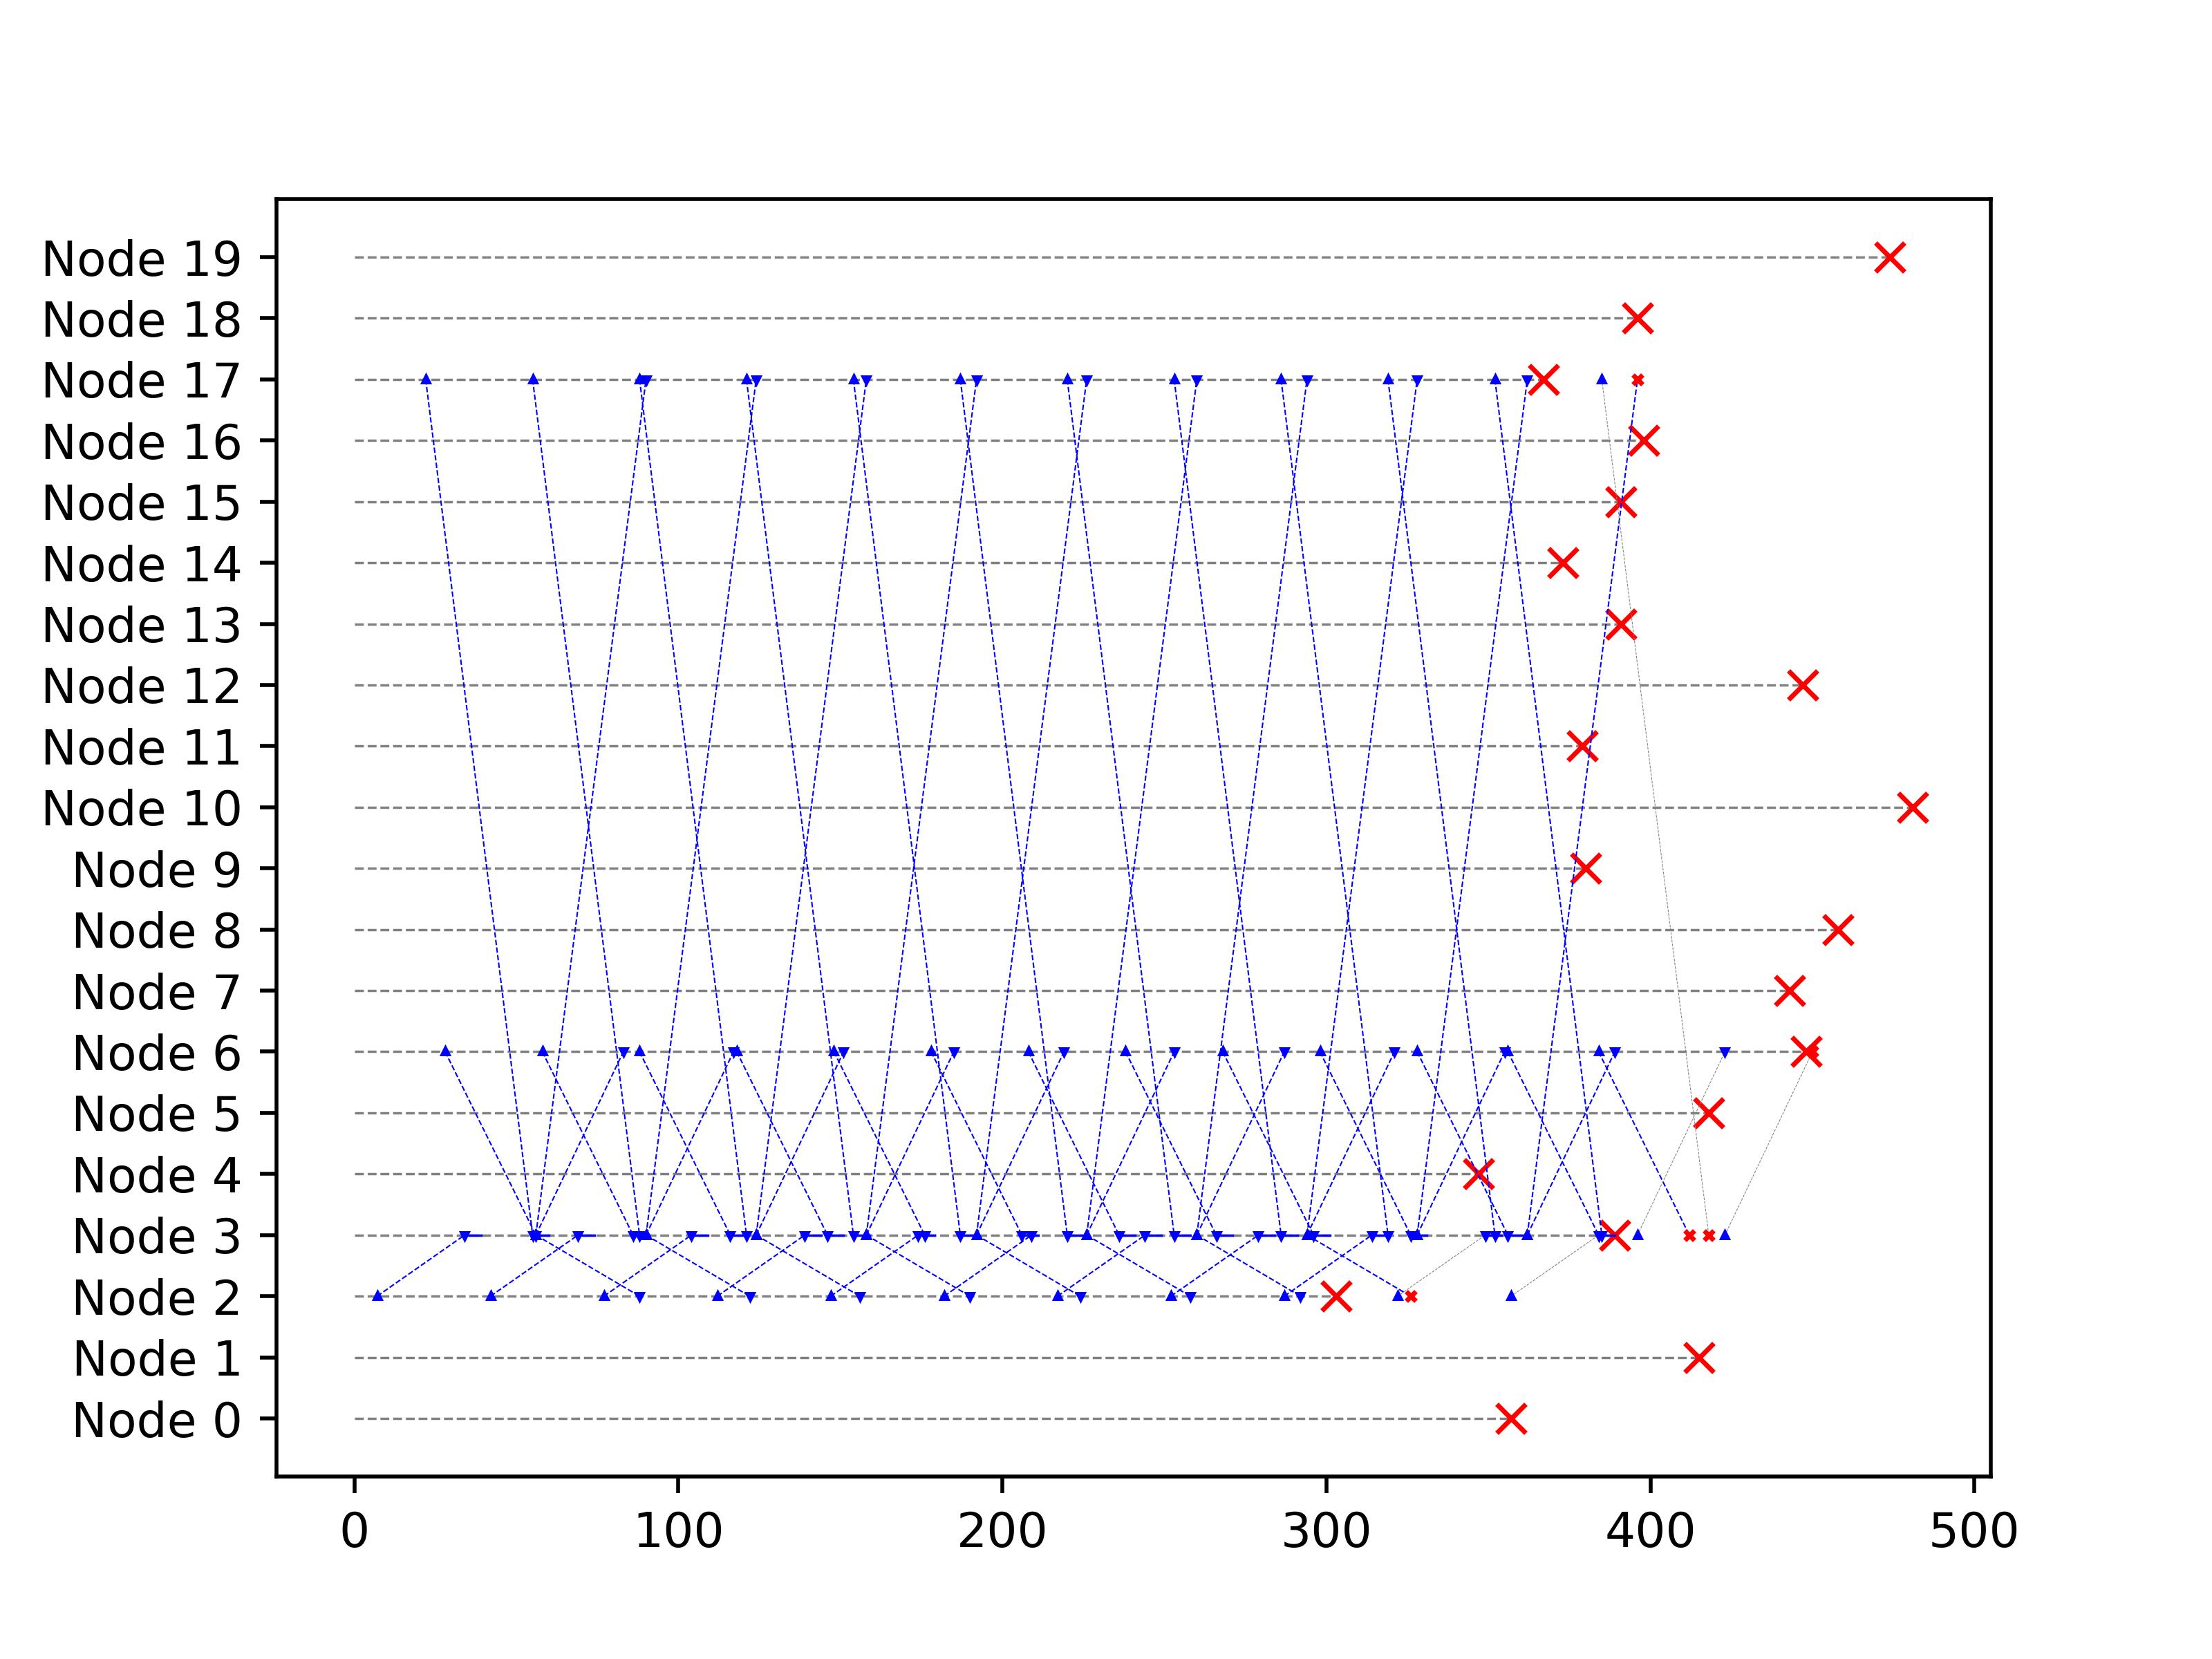 Node 19
Node 18
Node 17
Node 16
Node 15
Node 14
Node 13
Node 12
Node 11
Node 10
Node 9
Node 8
Node 7
Node 6
Node 5
Node 4
Node 3
Node 2
Node 1
Node 0
0 100 200 300 400 500